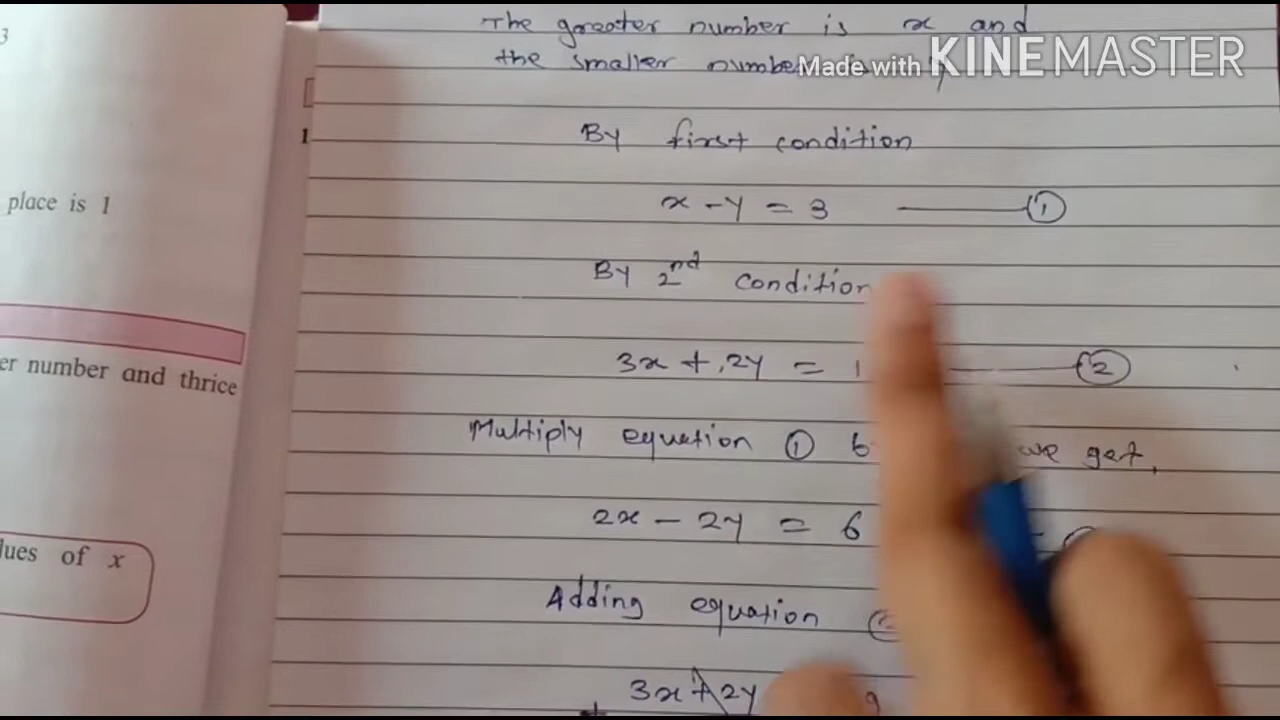 3
place is 1
er number and thrice
lues of x
1
The greater number is x and
the smaller number y
Made with KINEMASTER
By first condition
x - y = 3 ①
By 2nd condition
3x + 2y = 1 ②
Multiply equation ① we get,
2x - 2y = 6
Adding equation
3x + 2y 9
+